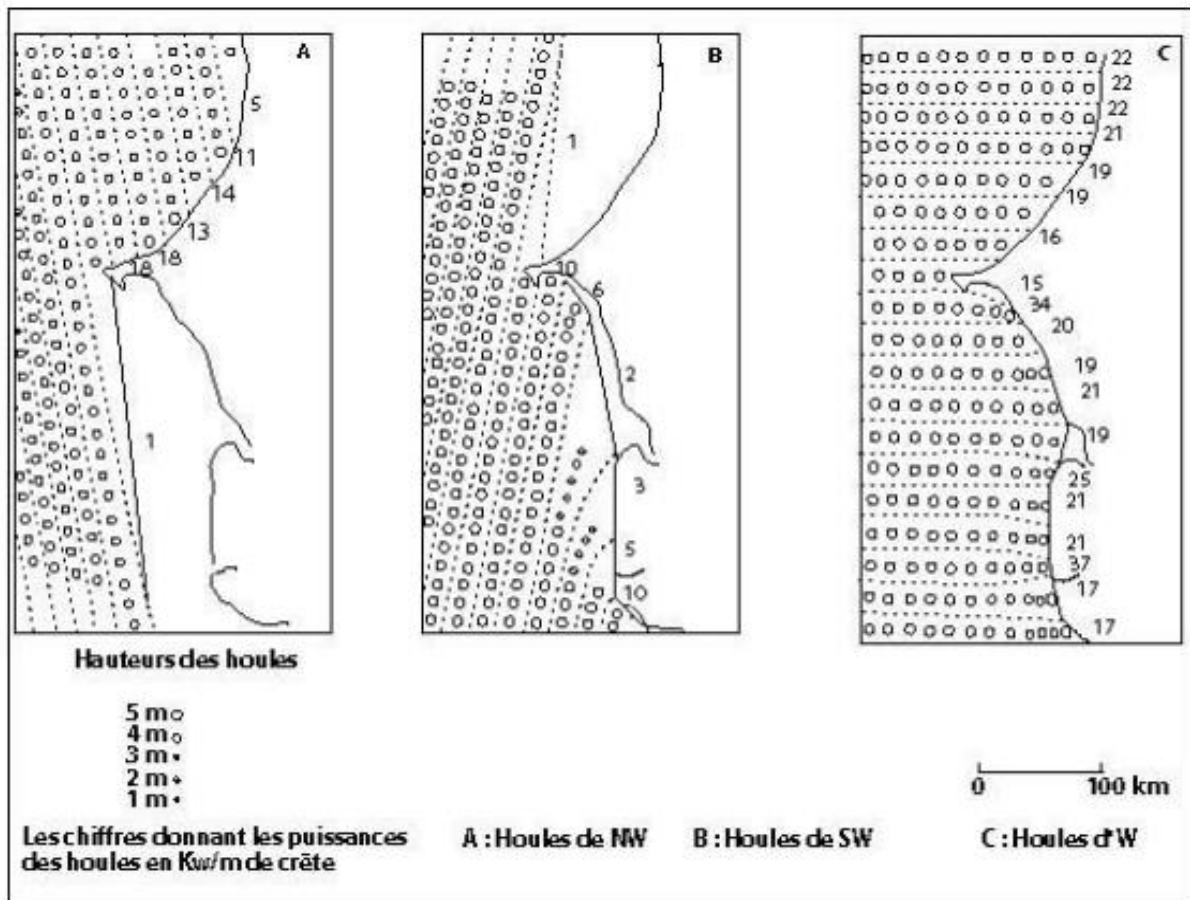 A
5
11
14
13
18
18
1
B
1
10
6
2
3
5
10
C
22
22
22
21
19
19
16
15
34
20
19
21
19
25
21
21
37
17
17
Hauteurs des houles
5 m
4 m
3 m
2 m
1 m
0 100 km
Les chiffres donnant les puissances
des houles en Kw/m de crête
A : Houles de NW B : Houles de SW C : Houles d'W